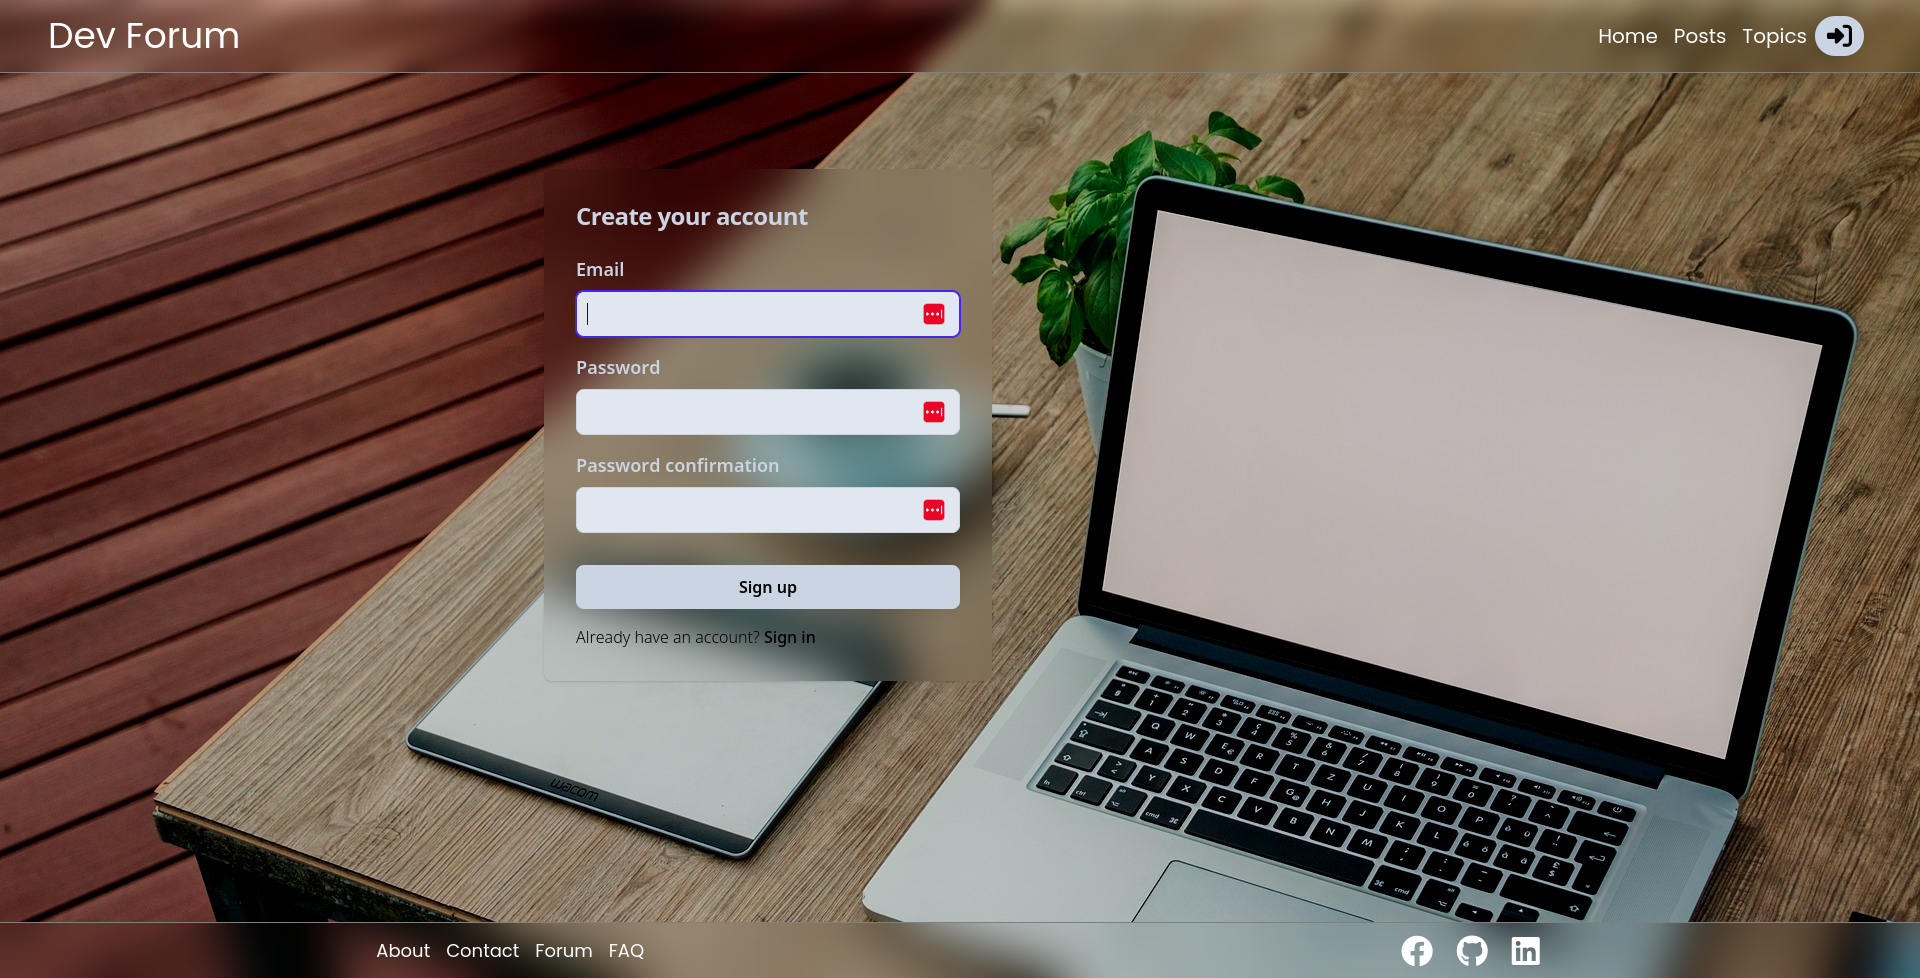 Dev Forum
Home Posts Topics
Create your account
Email
Password
Password confirmation
Sign up
Already have an account? Sign in
wacom
About Contact Forum FAQ